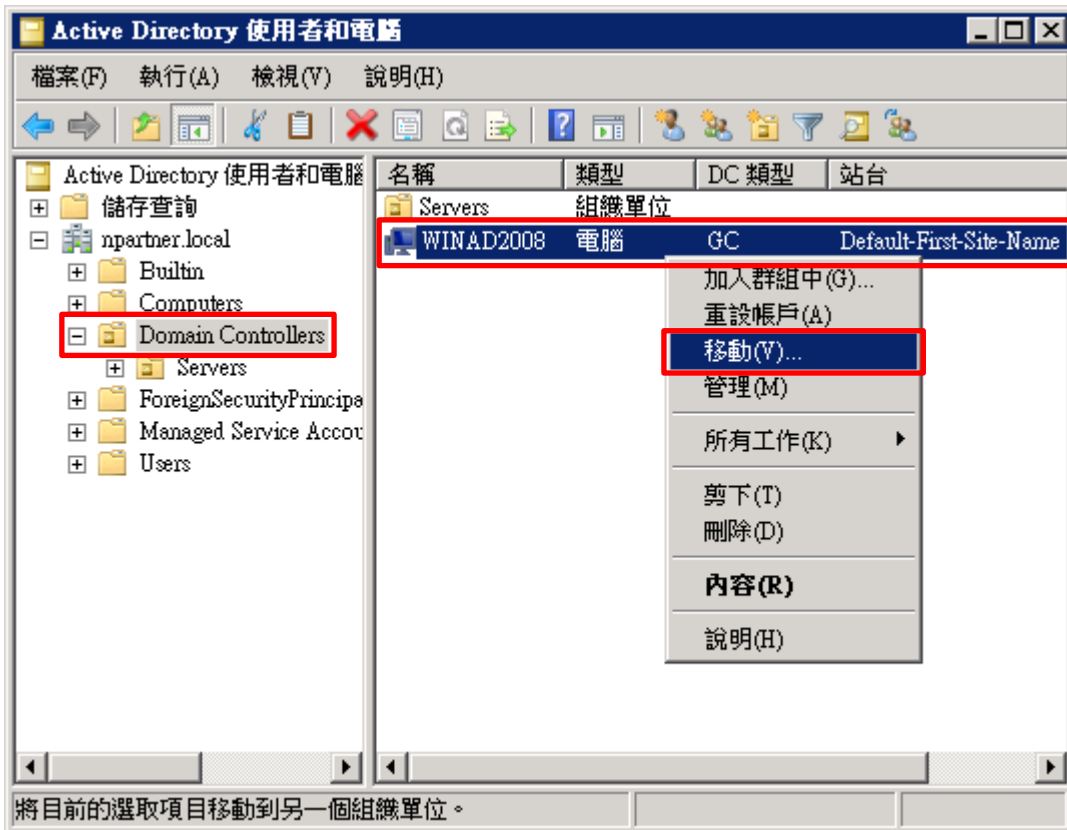 Active Directory 使用者和電腦
檔案(F) 執行(A) 檢視(V) 說明(H)
Active Directory 使用者和電腦
儲存查詢
npartner.local
Builtin
Computers
Domain Controllers
Servers
ForeignSecurityPrincipa
Managed Service Accou
Users
名稱 類型 DC 類型 站台
Servers 組織單位
WINAD2008 電腦 GC Default-First-Site-Name
加入群組中(G)...
重設帳戶(A)
移動(V)...
管理(M)
所有工作(K)
剪下(T)
刪除(D)
內容(R)
說明(H)
將目前的選取項目移動到另一個組織單位。